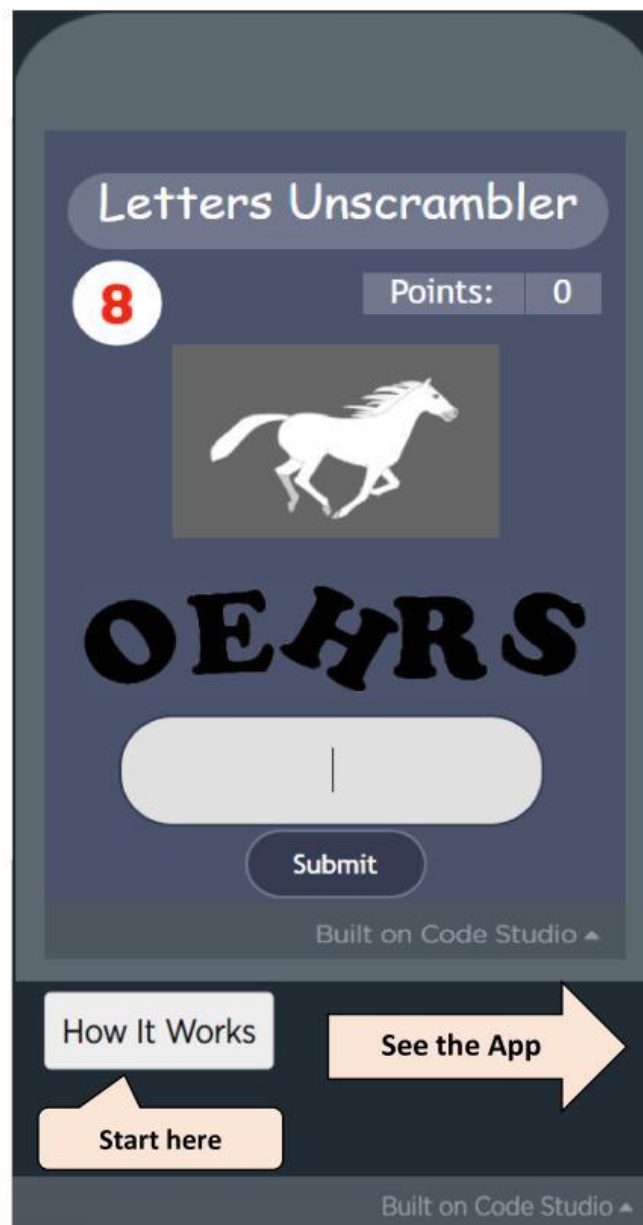 Letters Unscrambler
8
Points: 0
OEHRS
Submit
Built on Code Studio
How It Works
See the App
Start here
Built on Code Studio